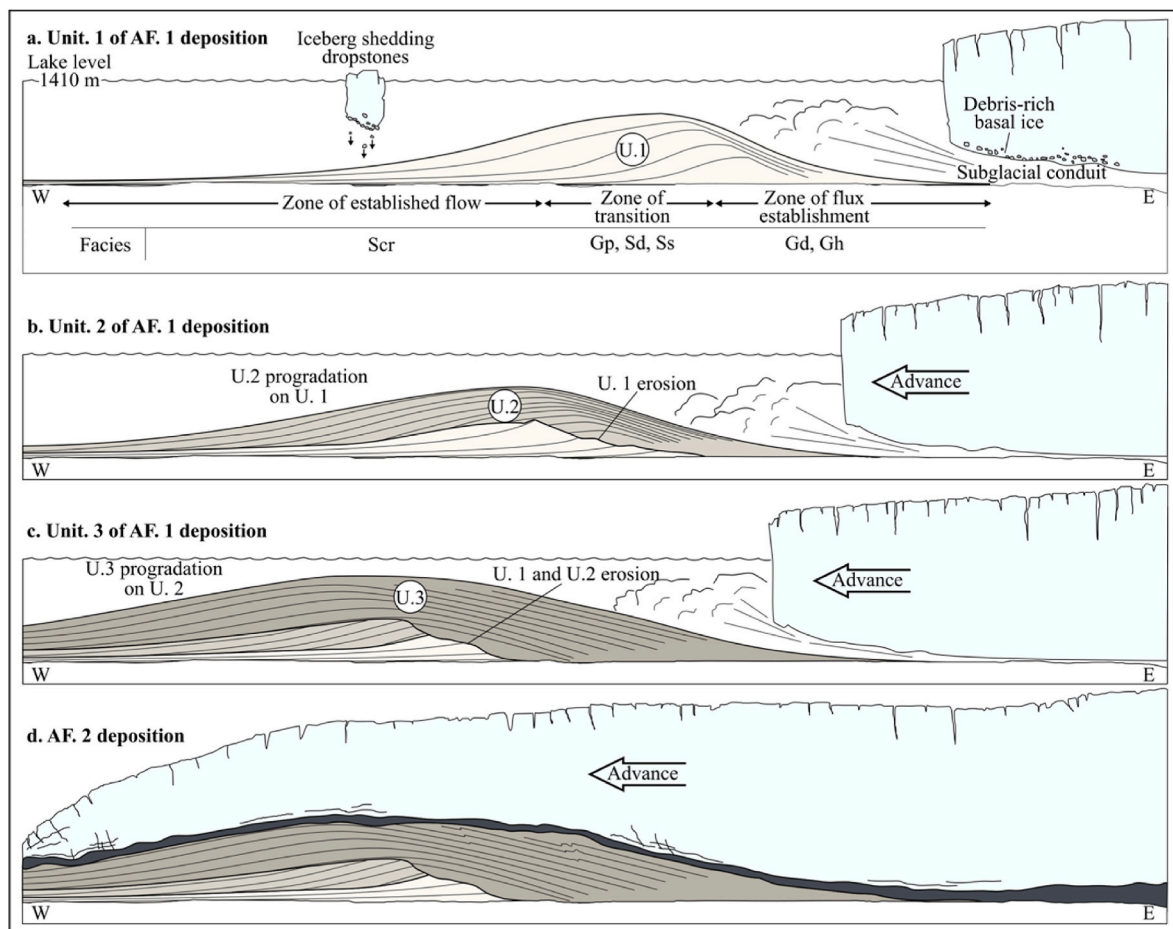 a. Unit. 1 of AF. 1 deposition
Lake level
1410 m
Iceberg shedding
dropstones
Debris-rich
basal ice
U.1
Subglacial conduit
W
E
Zone of established flow
Zone of
transition
Zone of flux
establishment
Facies
Scr
Gp, Sd, Ss
Gd, Gh
b. Unit. 2 of AF. 1 deposition
U.2 progradation
on U. 1
U. 1 erosion
Advance
U.2
W
E
c. Unit. 3 of AF. 1 deposition
U.3 progradation
on U. 2
U. 1 and U.2 erosion
Advance
U.3
W
E
d. AF. 2 deposition
Advance
W
E